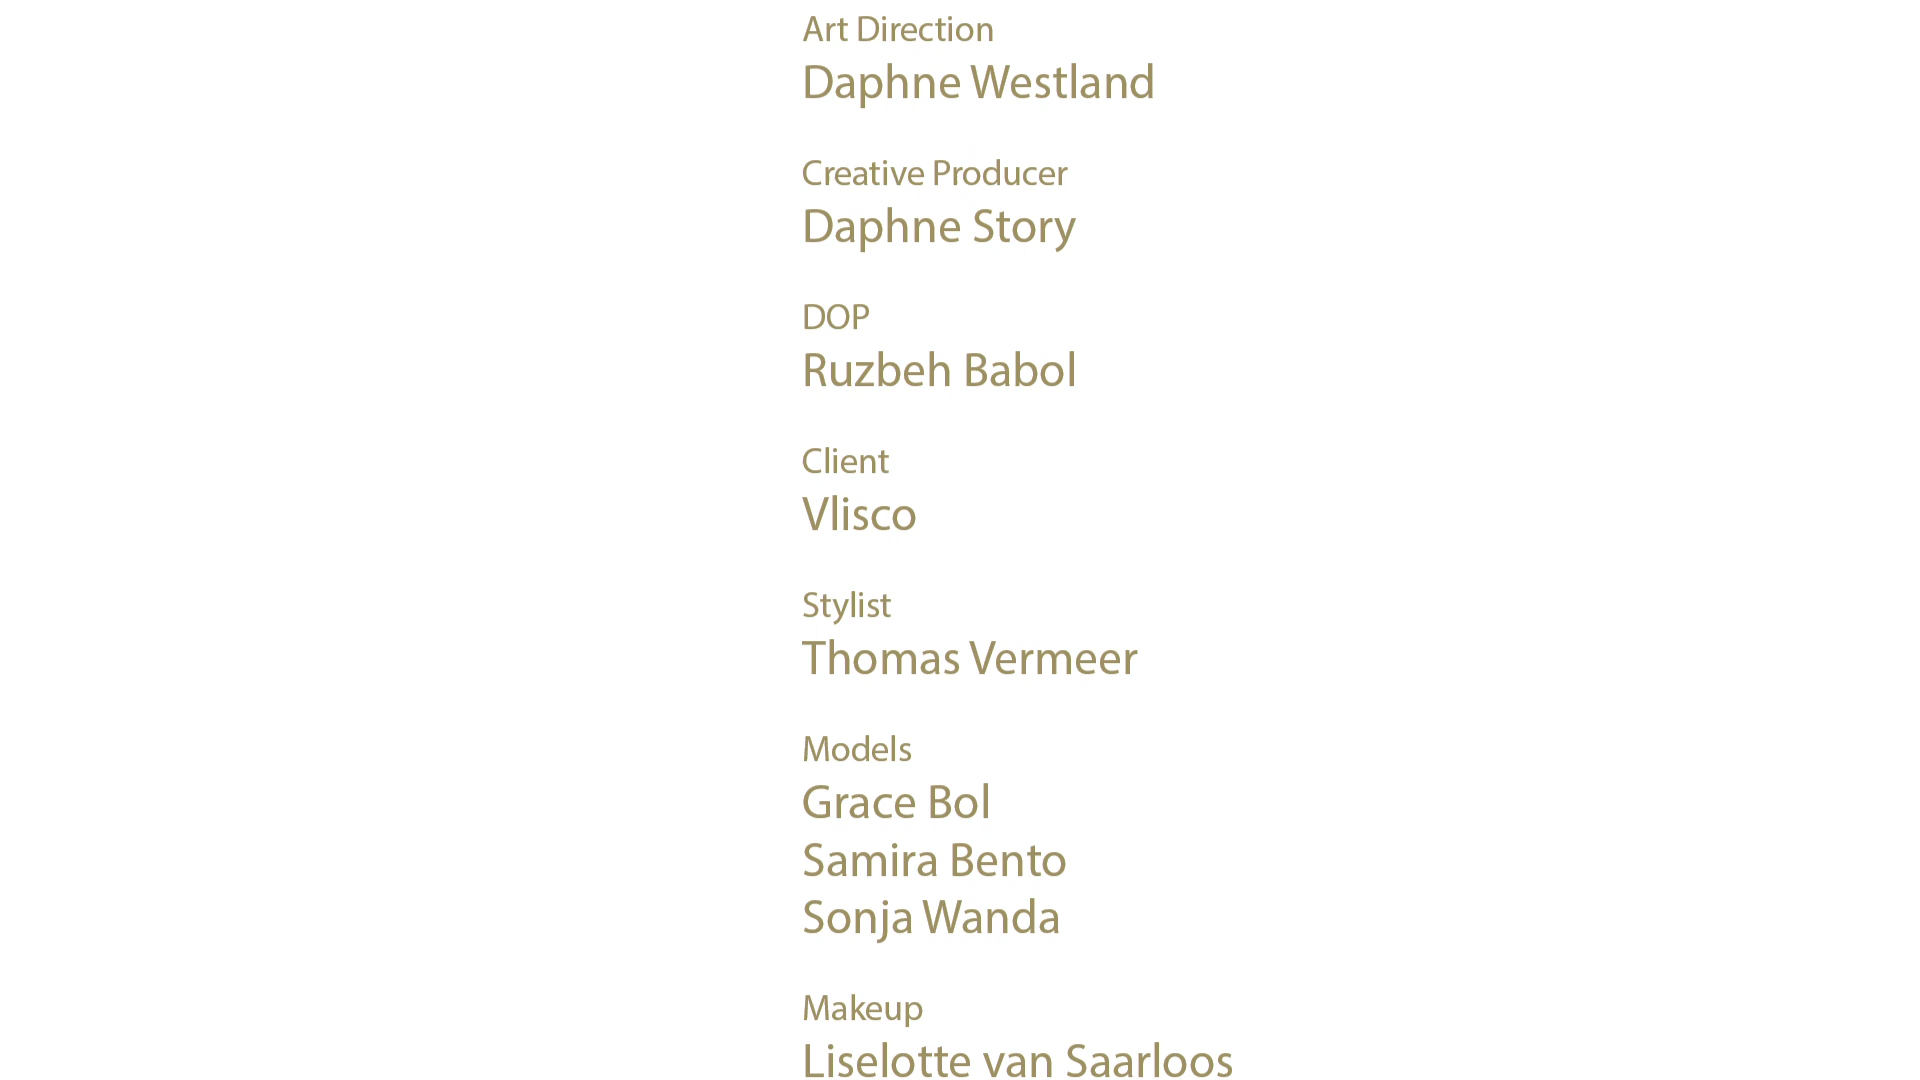 Art Direction
Daphne Westland
Creative Producer
Daphne Story
DOP
Ruzbeh Babol
Client
Vlisco
Stylist
Thomas Vermeer
Models
Grace Bol
Samira Bento
Sonja Wanda
Makeup
Liselotte van Saarloos